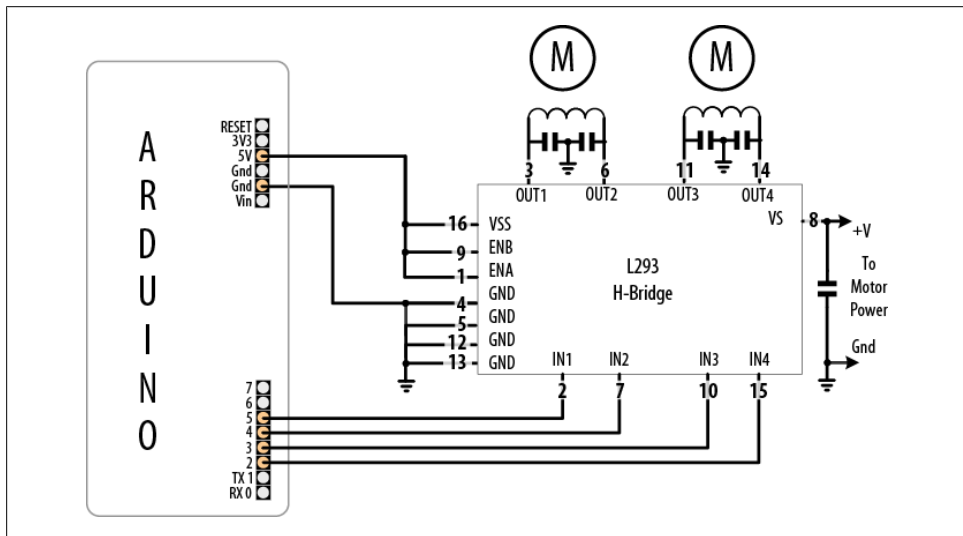 M
M
ARDUINO
RESET
3V3
5V
Gnd
Gnd
Vin
3
6
11
14
OUT1
OUT2
OUT3
OUT4
16
VSS
VS
8
+V
9
ENB
1
ENA
L293
H-Bridge
To
Motor
Power
4
GND
5
GND
12
GND
13
GND
Gnd
IN1
IN2
IN3
IN4
2
7
10
15
7
6
5
4
3
2
TX 1
RX 0